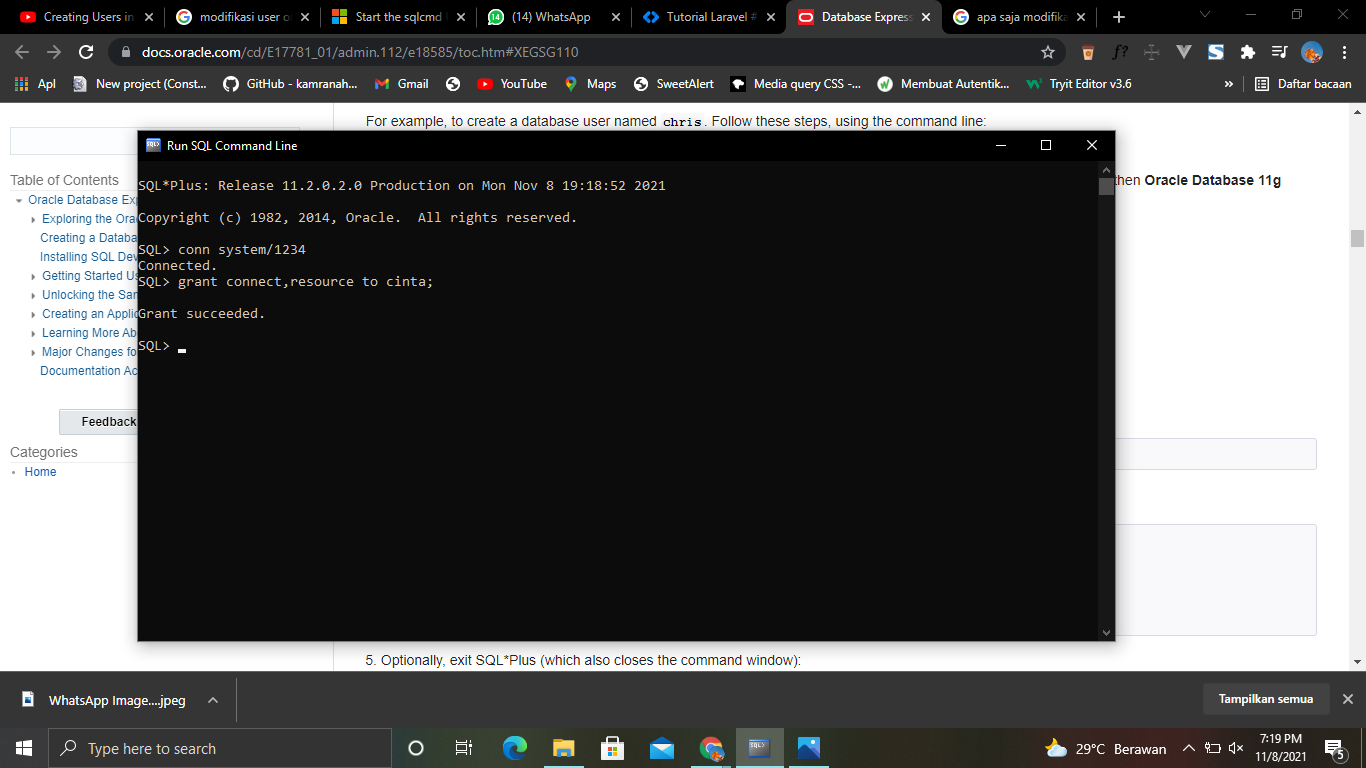 Creating Users in
modifikasi user o
Start the sqlcmd
(14) WhatsApp
Tutorial Laravel #
Database Express
apa saja modifika
docs.oracle.com/cd/E17781_01/admin.112/e18585/toc.htm#XEGSG110
Apl
New project (Const...
GitHub - kamranah...
Gmail
YouTube
Maps
SweetAlert
Media query CSS -...
Membuat Autentik...
Tryit Editor v3.6
»
Daftar bacaan
For example, to create a database user named chris. Follow these steps, using the command line:
Run SQL Command Line
Table of Contents
Oracle Database Exp
Exploring the Orac
Creating a Databa
Installing SQL Dev
Getting Started Us
Unlocking the Sam
Creating an Applic
Learning More Ab
Major Changes fo
Documentation Ac
Feedback
Categories
Home
SQL*Plus: Release 11.2.0.2.0 Production on Mon Nov 8 19:18:52 2021
Copyright (c) 1982, 2014, Oracle.  All rights reserved.
SQL> conn system/1234
Connected.
SQL> grant connect,resource to cinta;
Grant succeeded.
SQL>
then Oracle Database 11g
5. Optionally, exit SQL*Plus (which also closes the command window):
WhatsApp Image....jpeg
Tampilkan semua
Type here to search
29°C Berawan
7:19 PM
11/8/2021
5